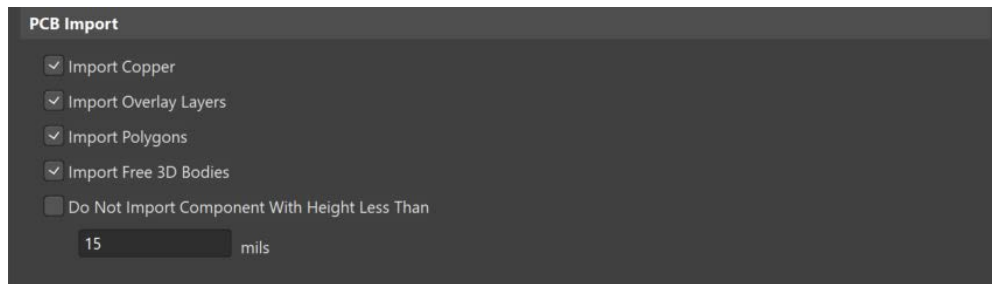 PCB Import
Import Copper
Import Overlay Layers
Import Polygons
Import Free 3D Bodies
Do Not Import Component With Height Less Than
15 mils